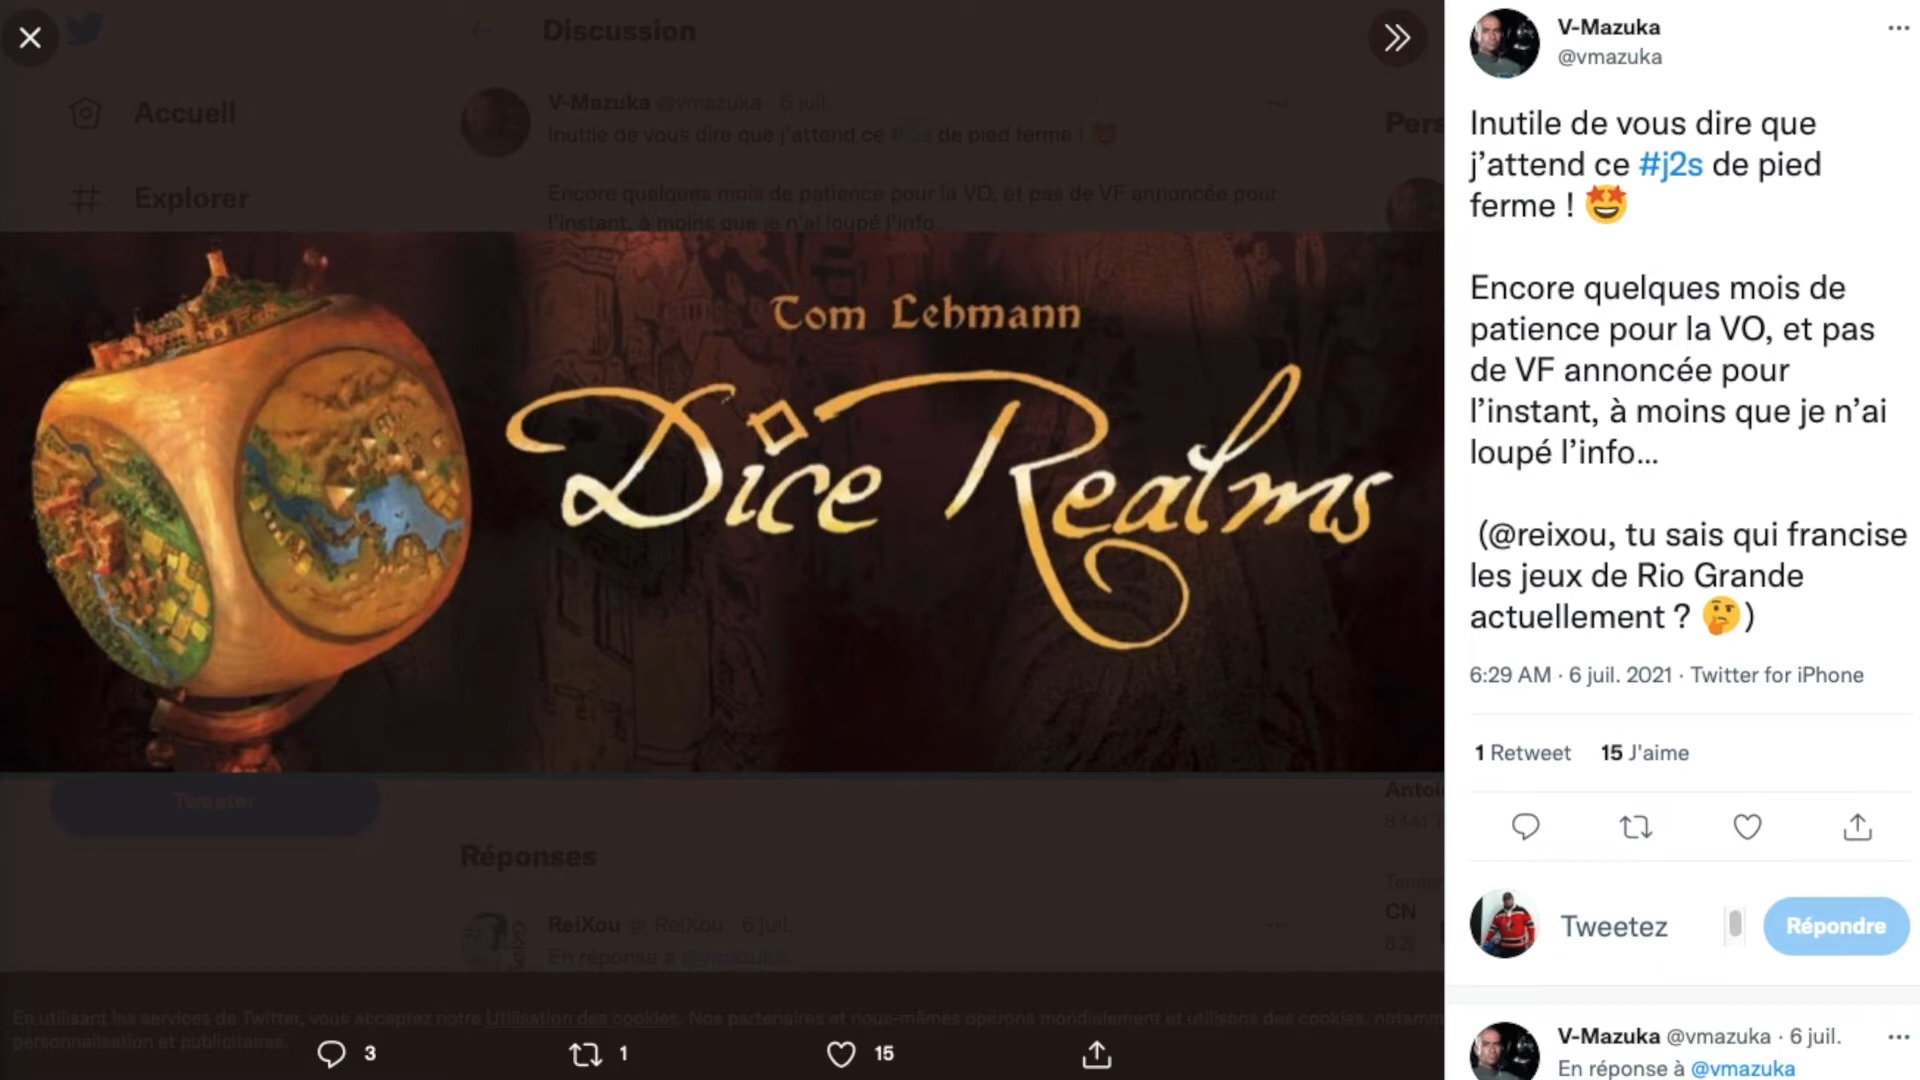 Discussion
Accueil
Explorer
V-Mazuka @vmazuka · 6 juil.
Inutile de vous dire que j'attend ce #j2s de pied ferme !
Encore quelques mois de patience pour la VO, et pas de VF annoncée pour
l'instant, à moins que je n'ai loupé l'info.
Tom Lehmann
Dice Realms
Tweeter
Réponses
ReiXou @_ReiXou · 6 juil.
En réponse à @vmazuka
CN
En utilisant les services de Twitter, vous acceptez notre Utilisation des cookies. Nos partenaires et nous-mêmes opérons mondialement et utilisons des cookies, notamm
personnalisation et publicitaires.
3
1
15
V-Mazuka
@vmazuka
Inutile de vous dire que
j’attend ce #j2s de pied
ferme ! 🤩
Encore quelques mois de
patience pour la VO, et pas
de VF annoncée pour
l’instant, à moins que je n’ai
loupé l’info…
(@reixou, tu sais qui francise
les jeux de Rio Grande
actuellement ? 🤔)
6:29 AM · 6 juil. 2021 · Twitter for iPhone
1 Retweet 15 J'aime
Tweetez
Répondre
V-Mazuka @vmazuka · 6 juil.
En réponse à @vmazuka